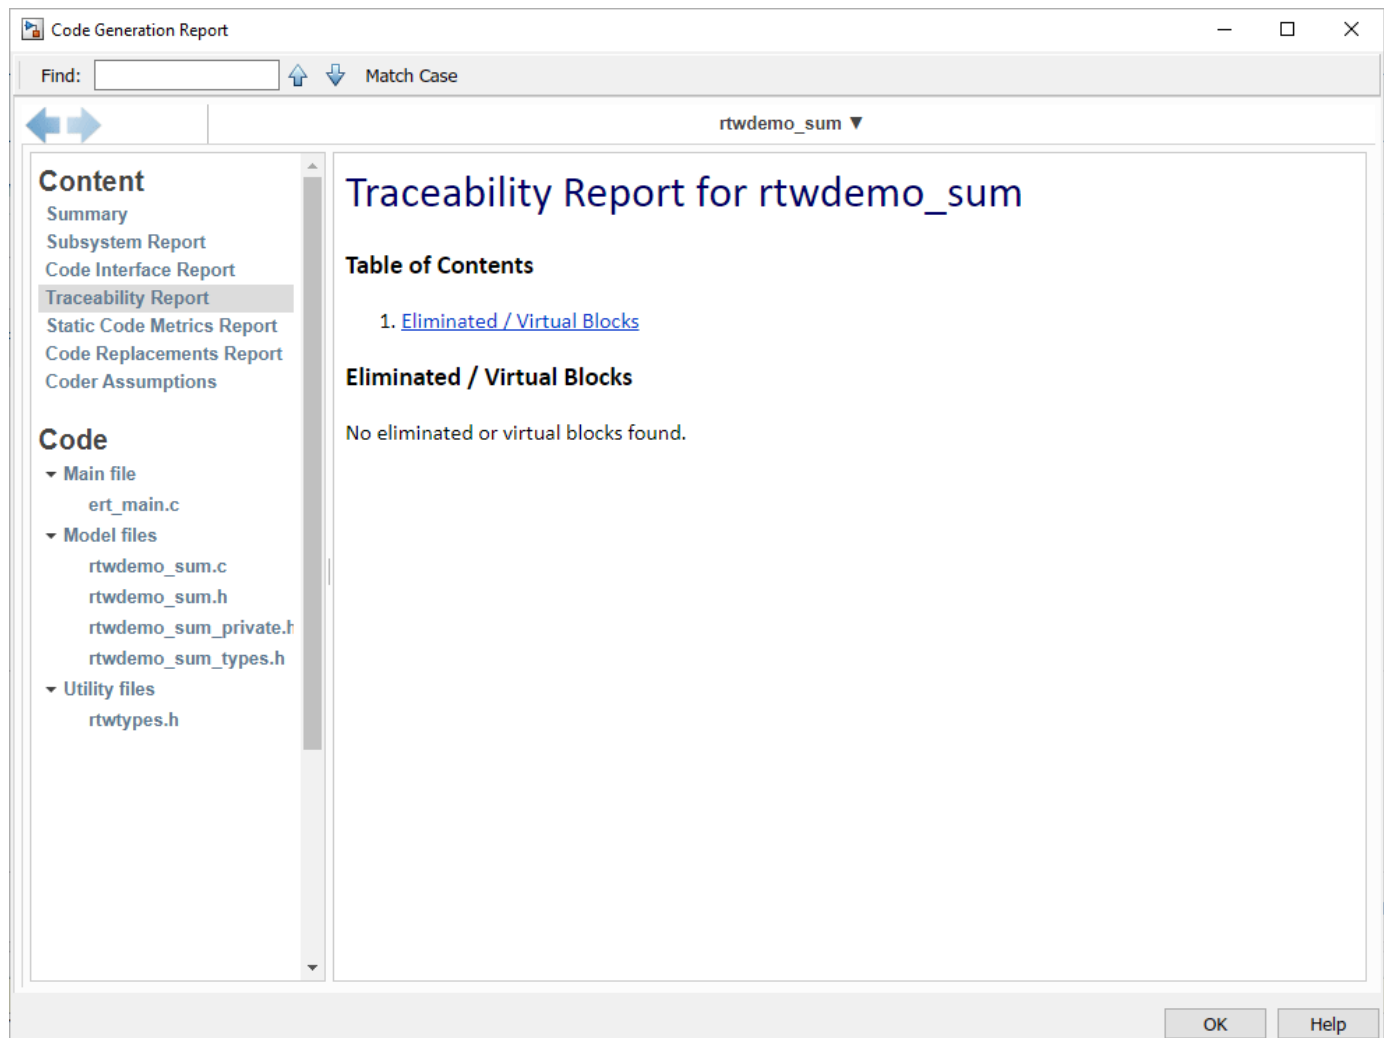 Code Generation Report
Find:
Match Case
rtwdemo_sum ▼
Content
Summary
Subsystem Report
Code Interface Report
Traceability Report
Static Code Metrics Report
Code Replacements Report
Coder Assumptions
Code
Main file
ert_main.c
Model files
rtwdemo_sum.c
rtwdemo_sum.h
rtwdemo_sum_private.h
rtwdemo_sum_types.h
Utility files
rtwtypes.h
Traceability Report for rtwdemo_sum
Table of Contents
1. Eliminated / Virtual Blocks
Eliminated / Virtual Blocks
No eliminated or virtual blocks found.
OK
Help